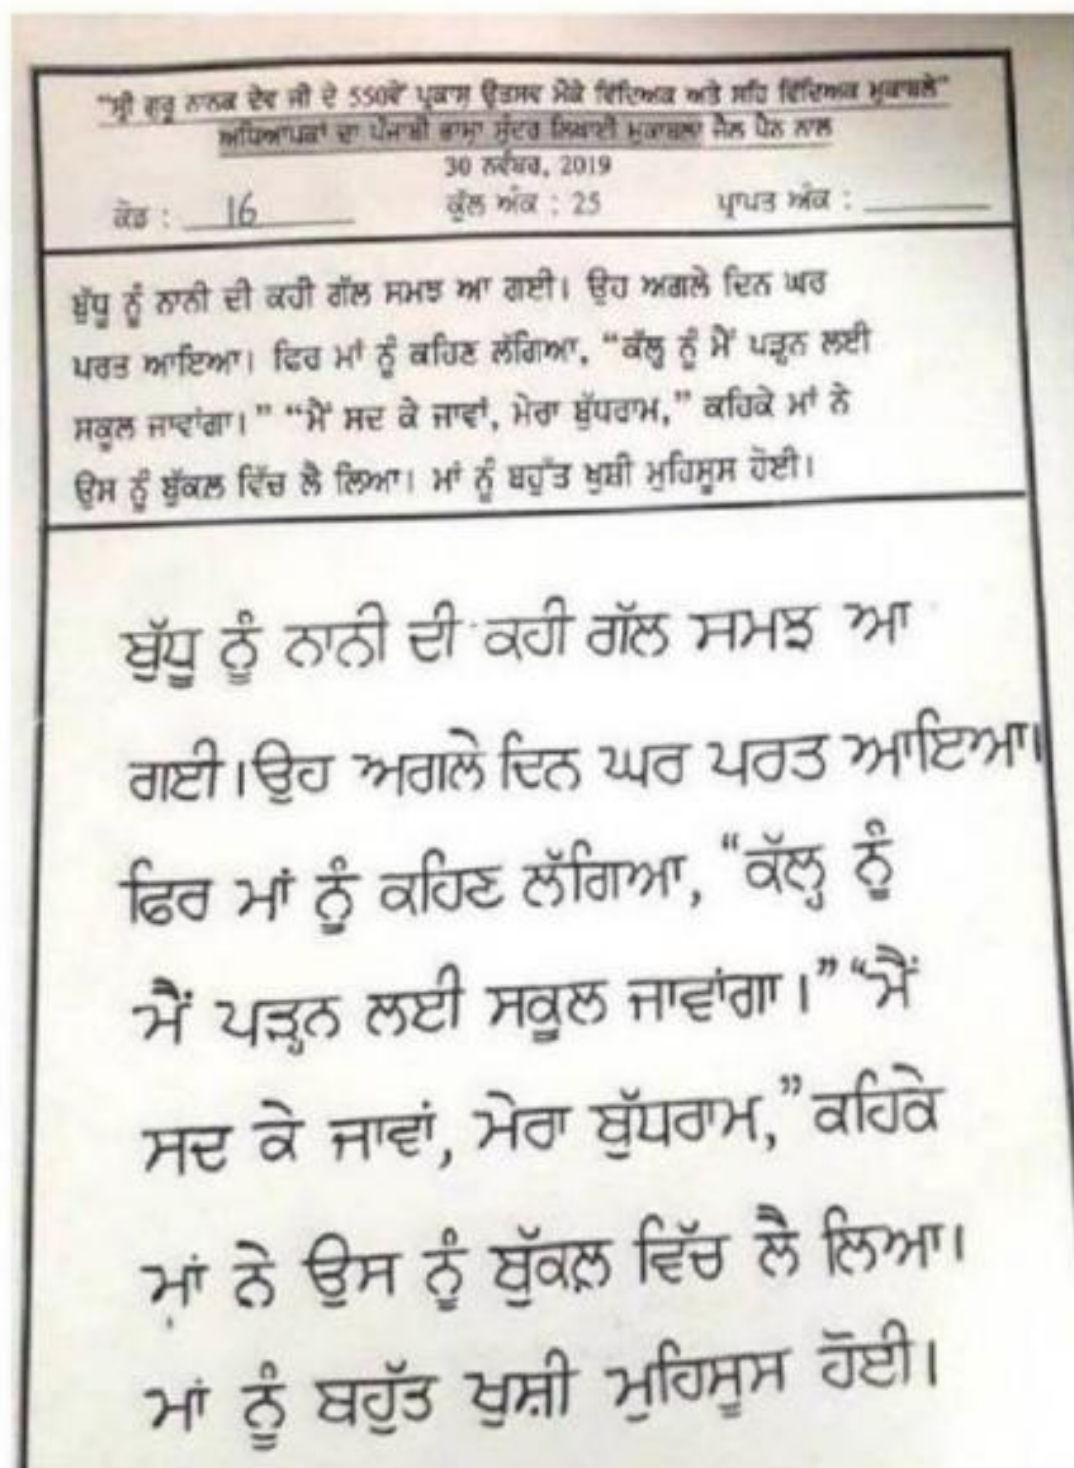 "ਸ੍ਰੀ ਗੁਰੂ ਨਾਨਕ ਦੇਵ ਜੀ ਦੇ 550ਵੇਂ ਪ੍ਰਕਾਸ਼ ਉਤਸਵ ਮੌਕੇ ਵਿੱਦਿਅਕ ਅਤੇ ਸਹਿ ਵਿੱਦਿਅਕ ਮੁਕਾਬਲੇ"
ਅਧਿਆਪਕਾਂ ਦਾ ਪੰਜਾਬੀ ਭਾਸ਼ਾ ਸੁੰਦਰ ਲਿਖਾਈ ਮੁਕਾਬਲਾ ਜੈੱਲ ਪੈਨ ਨਾਲ
30 ਨਵੰਬਰ, 2019
ਕੋਡ : 16 ਕੁੱਲ ਅੰਕ : 25 ਪ੍ਰਾਪਤ ਅੰਕ :
ਬੁੱਧੂ ਨੂੰ ਨਾਨੀ ਦੀ ਕਹੀ ਗੱਲ ਸਮਝ ਆ ਗਈ। ਉਹ ਅਗਲੇ ਦਿਨ ਘਰ
ਪਰਤ ਆਇਆ। ਫਿਰ ਮਾਂ ਨੂੰ ਕਹਿਣ ਲੱਗਿਆ, "ਕੱਲ੍ਹ ਨੂੰ ਮੈਂ ਪੜ੍ਹਨ ਲਈ
ਸਕੂਲ ਜਾਵਾਂਗਾ।" "ਮੈਂ ਸਦ ਕੇ ਜਾਵਾਂ, ਮੇਰਾ ਬੁੱਧਰਾਮ," ਕਹਿਕੇ ਮਾਂ ਨੇ
ਉਸ ਨੂੰ ਬੁੱਕਲ਼ ਵਿੱਚ ਲੈ ਲਿਆ। ਮਾਂ ਨੂੰ ਬਹੁੱਤ ਖੁਸ਼ੀ ਮੁਹਿਸੂਸ ਹੋਈ।
ਬੁੱਧੂ ਨੂੰ ਨਾਨੀ ਦੀ ਕਹੀ ਗੱਲ ਸਮਝ ਆ
ਗਈ। ਉਹ ਅਗਲੇ ਦਿਨ ਘਰ ਪਰਤ ਆਇਆ।
ਫਿਰ ਮਾਂ ਨੂੰ ਕਹਿਣ ਲੱਗਿਆ, "ਕੱਲ੍ਹ ਨੂੰ
ਮੈਂ ਪੜ੍ਹਨ ਲਈ ਸਕੂਲ ਜਾਵਾਂਗਾ।" "ਮੈਂ
ਸਦ ਕੇ ਜਾਵਾਂ, ਮੇਰਾ ਬੁੱਧਰਾਮ," ਕਹਿਕੇ
ਮਾਂ ਨੇ ਉਸ ਨੂੰ ਬੁੱਕਲ਼ ਵਿੱਚ ਲੈ ਲਿਆ।
ਮਾਂ ਨੂੰ ਬਹੁੱਤ ਖੁਸ਼ੀ ਮੁਹਿਸੂਸ ਹੋਈ।